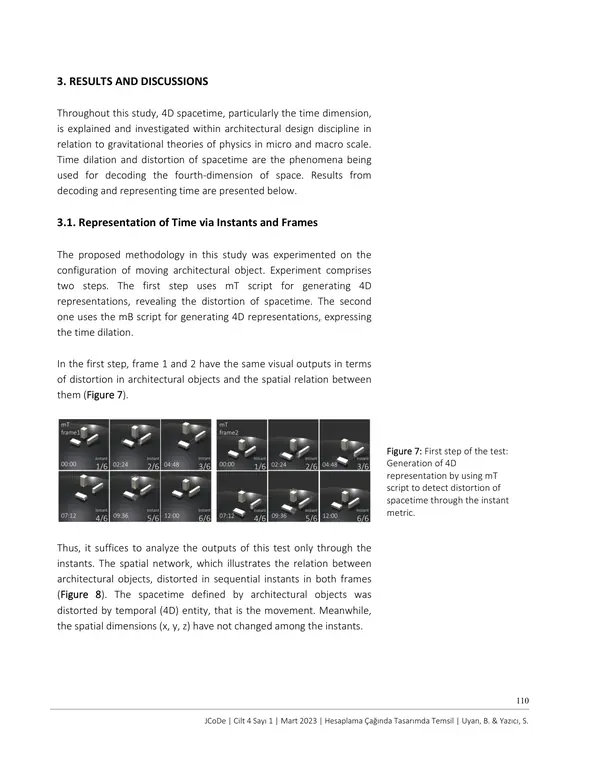 3. RESULTS AND DISCUSSIONS
Throughout this study, 4D spacetime, particularly the time dimension,
is explained and investigated within architectural design discipline in
relation to gravitational theories of physics in micro and macro scale.
Time dilation and distortion of spacetime are the phenomena being
used for decoding the fourth-dimension of space. Results from
decoding and representing time are presented below.
3.1. Representation of Time via Instants and Frames
The proposed methodology in this study was experimented on the
configuration of moving architectural object. Experiment comprises
two steps. The first step uses mT script for generating 4D
representations, revealing the distortion of spacetime. The second
one uses the mB script for generating 4D representations, expressing
the time dilation.
In the first step, frame 1 and 2 have the same visual outputs in terms
of distortion in architectural objects and the spatial relation between
them (Figure 7).
mT
frame1
00:00 instant 1/6 02:24 instant 2/6 04:48 instant 3/6
07:12 instant 4/6 09:36 instant 5/6 12:00 instant 6/6
mT
frame2
00:00 instant 1/6 02:24 instant 2/6 04:48 instant 3/6
07:12 instant 4/6 09:36 instant 5/6 12:00 instant 6/6
Figure 7: First step of the test:
Generation of 4D
representation by using mT
script to detect distortion of
spacetime through the instant
metric.
Thus, it suffices to analyze the outputs of this test only through the
instants. The spatial network, which illustrates the relation between
architectural objects, distorted in sequential instants in both frames
(Figure 8). The spacetime defined by architectural objects was
distorted by temporal (4D) entity, that is the movement. Meanwhile,
the spatial dimensions (x, y, z) have not changed among the instants.
110
JCoDe | Cilt 4 Sayı 1 | Mart 2023 | Hesaplama Çağında Tasarımda Temsil | Uyan, B. & Yazıcı, S.